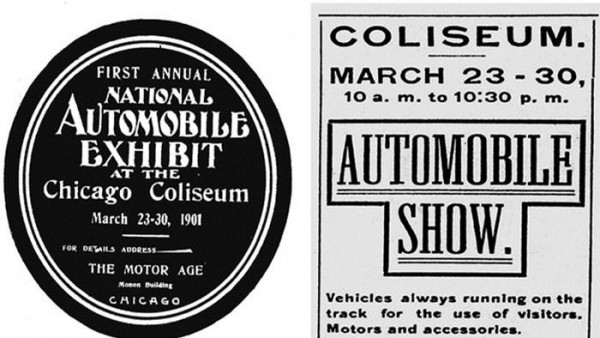 FIRST ANNUAL
NATIONAL
AUTOMOBILE
EXHIBIT
AT THE
Chicago Coliseum
March 23-30, 1901
FOR DETAILS ADDRESS
THE MOTOR AGE
Monon Building
CHICAGO
COLISEUM.
MARCH 23 - 30,
10 a. m. to 10:30 p. m.
AUTOMOBILE
SHOW.
Vehicles always running on the
track for the use of visitors.
Motors and accessories.